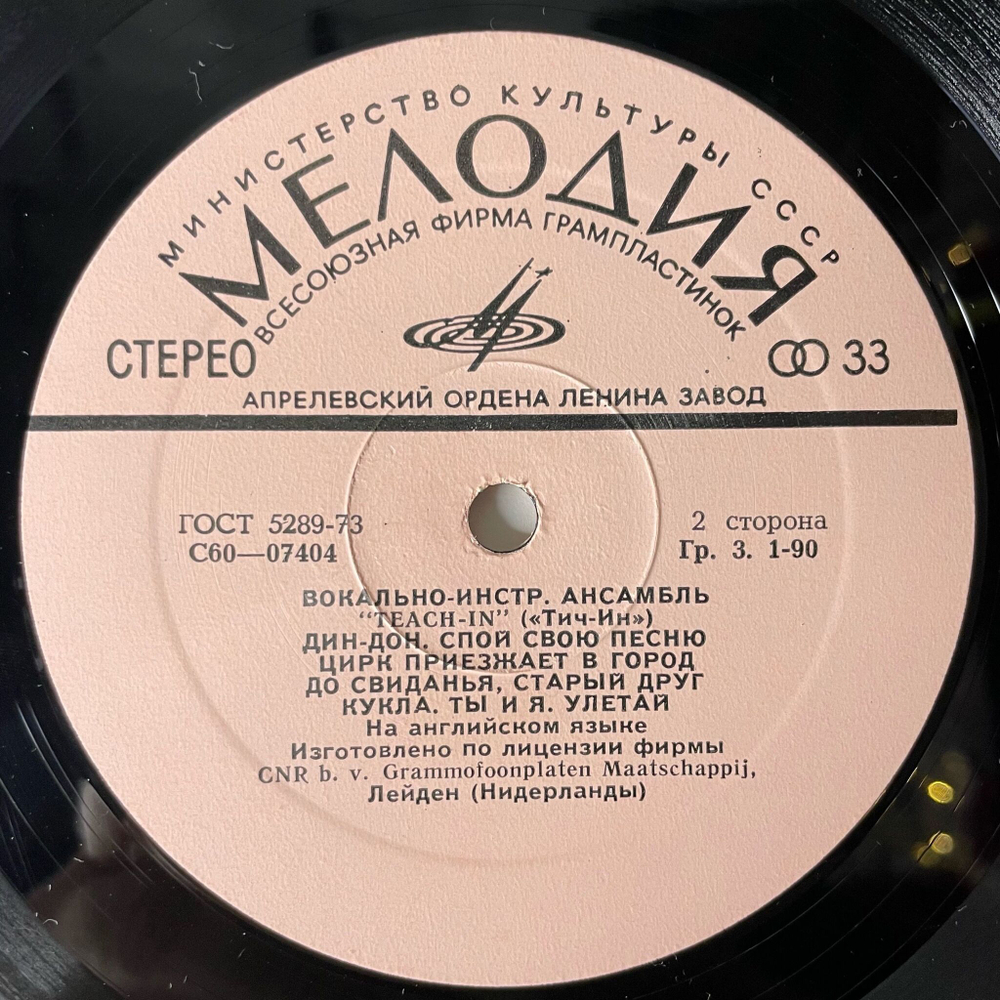 МИНИСТЕРСТВО КУЛЬТУРЫ СССР
МЕЛОДИЯ
ВСЕСОЮЗНАЯ ФИРМА ГРАМПЛАСТИНОК
СТЕРЕО
33
АПРЕЛЕВСКИЙ ОРДЕНА ЛЕНИНА ЗАВОД
ГОСТ 5289-73
2 сторона
С60—07404
Гр. 3. 1-90
ВОКАЛЬНО-ИНСТР. АНСАМБЛЬ
“TEACH-IN” («Тич-Ин»)
ДИН-ДОН. СПОЙ СВОЮ ПЕСНЮ
ЦИРК ПРИЕЗЖАЕТ В ГОРОД
ДО СВИДАНЬЯ, СТАРЫЙ ДРУГ
КУКЛА. ТЫ И Я. УЛЕТАЙ
На английском языке
Изготовлено по лицензии фирмы
CNR b. v. Grammofoonplaten Maatschappij,
Лейден (Нидерланды)